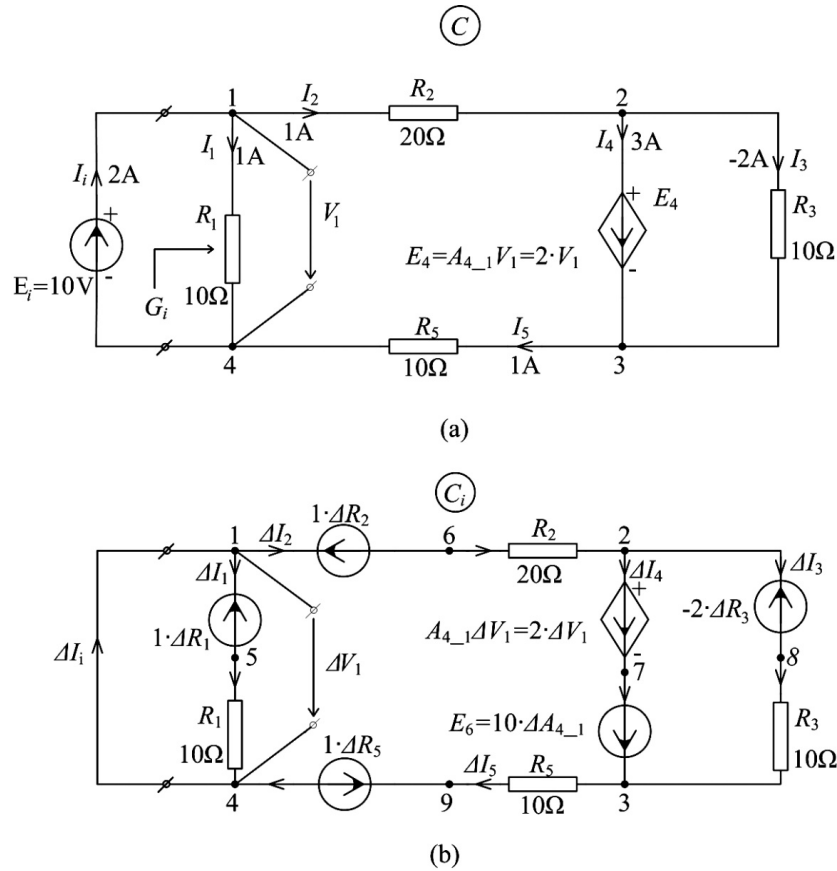 C
1 I₂ R₂ 2
1A 20Ω
I₁ 1A I₄ 3A -2A I₃
Iᵢ 2A
+ R₁ V₁ + E₄ R₃
Eᵢ=10V - E₄=A₄_₁V₁=2·V₁ - 10Ω
Gᵢ 10Ω
R₅ I₅
4 10Ω 1A 3
(a)
Cᵢ
1·ΔR₂
1 ΔI₂ 6 R₂ 2
20Ω
ΔI₁ ΔI₄ ΔI₃
+
1·ΔR₁ A₄_₁ΔV₁=2·ΔV₁ -2·ΔR₃
ΔIᵢ 5 ΔV₁ - 7 8
R₁ E₆=10·ΔA₄_₁ R₃
10Ω 10Ω
1·ΔR₅ ΔI₅ R₅
4 9 10Ω 3
(b)